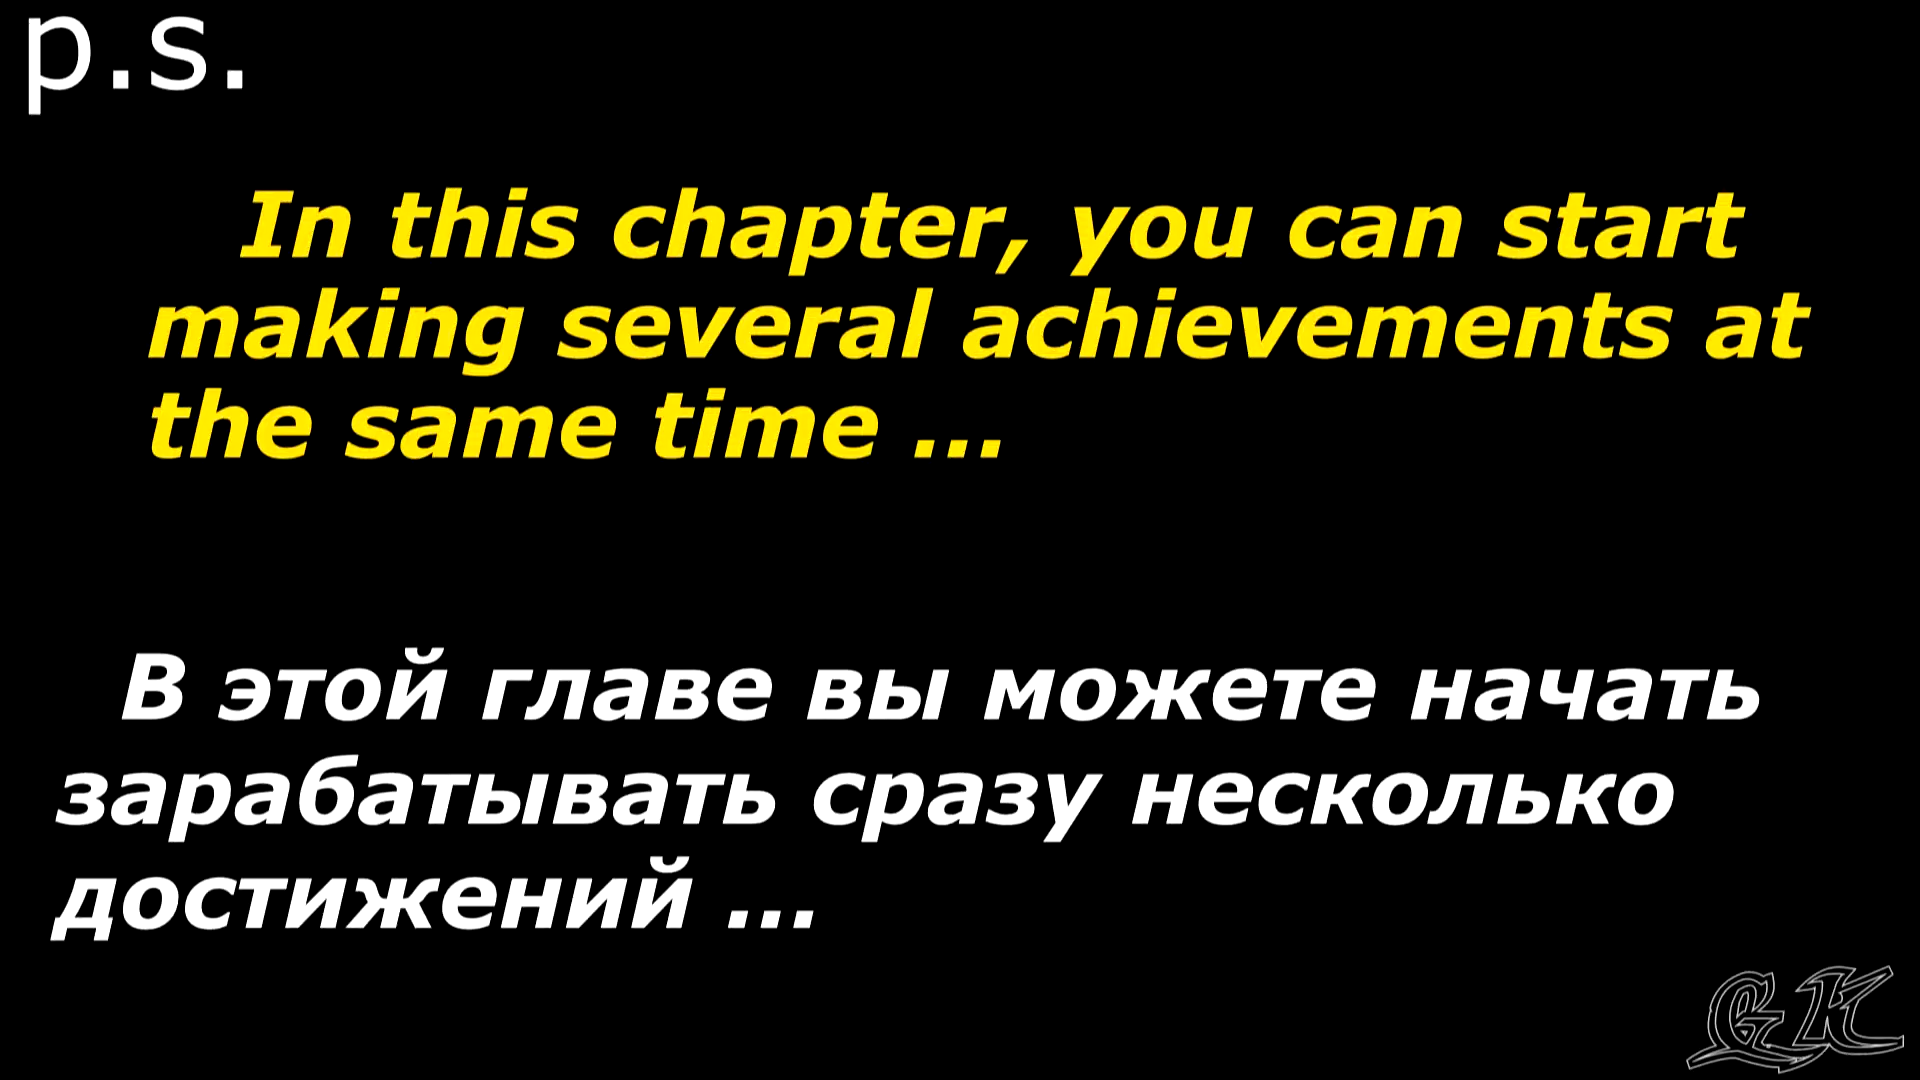 p.s.
In this chapter, you can start
making several achievements at
the same time ...
В этой главе вы можете начать
зарабатывать сразу несколько
достижений ...
GK